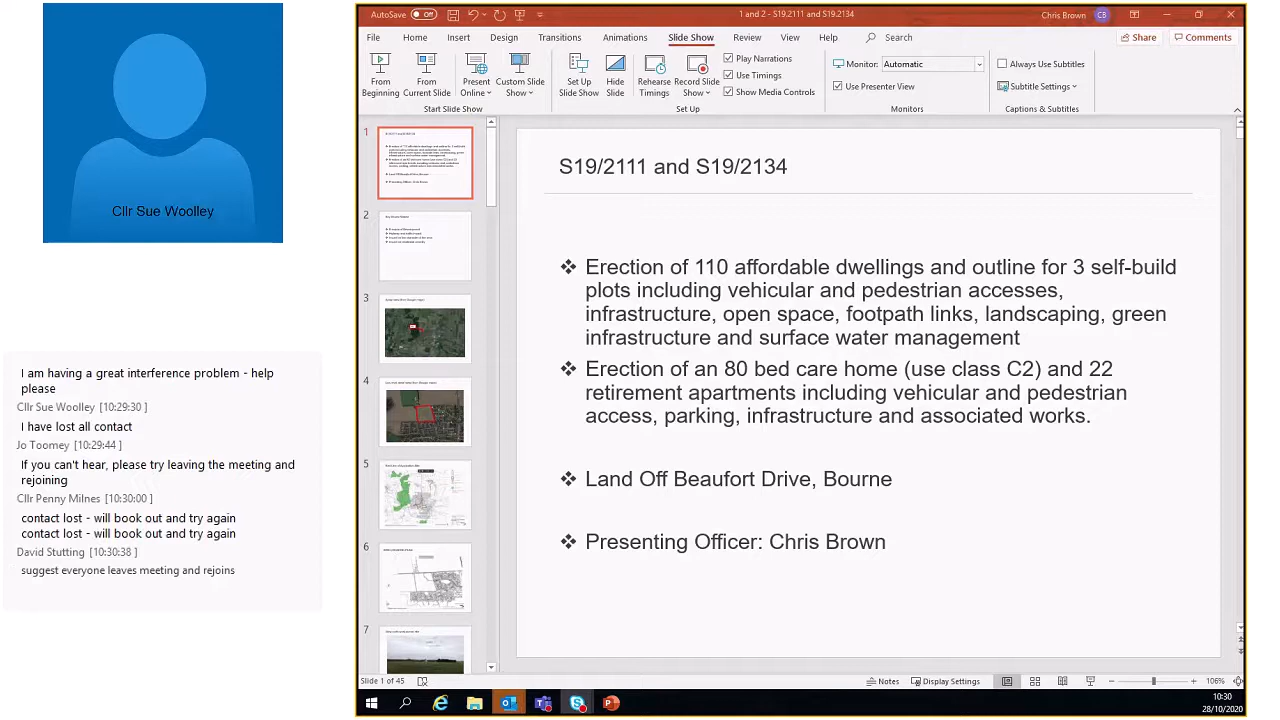 Cllr Sue Woolley
I am having a great interference problem - help
please
Cllr Sue Woolley [10:29:30]
I have lost all contact
Jo Toomey [10:29:44]
If you can't hear, please try leaving the meeting and
rejoining
Cllr Penny Milnes [10:30:00]
contact lost - will book out and try again
contact lost - will book out and try again
David Stutting [10:30:38]
suggest everyone leaves meeting and rejoins
AutoSave Off
1 and 2 - S19.2111 and S19.2134
Chris Brown CB
File Home Insert Design Transitions Animations Slide Show Review View Help Search Share Comments
From Beginning
From Current Slide
Present Online
Custom Slide Show
Start Slide Show
Set Up Slide Show
Hide Slide
Rehearse Timings
Record Slide Show
Play Narrations
Use Timings
Show Media Controls
Set Up
Monitor: Automatic
Use Presenter View
Monitors
Always Use Subtitles
Subtitle Settings
Captions & Subtitles
1
2
3
4
5
6
7
S19/2111 and S19/2134
❖ Erection of 110 affordable dwellings and outline for 3 self-build
plots including vehicular and pedestrian accesses,
infrastructure, open space, footpath links, landscaping, green
infrastructure and surface water management
❖ Erection of an 80 bed care home (use class C2) and 22
retirement apartments including vehicular and pedestrian
access, parking, infrastructure and associated works.
❖ Land Off Beaufort Drive, Bourne
❖ Presenting Officer: Chris Brown
Slide 1 of 45
Notes Display Settings 106%
10:30
28/10/2020